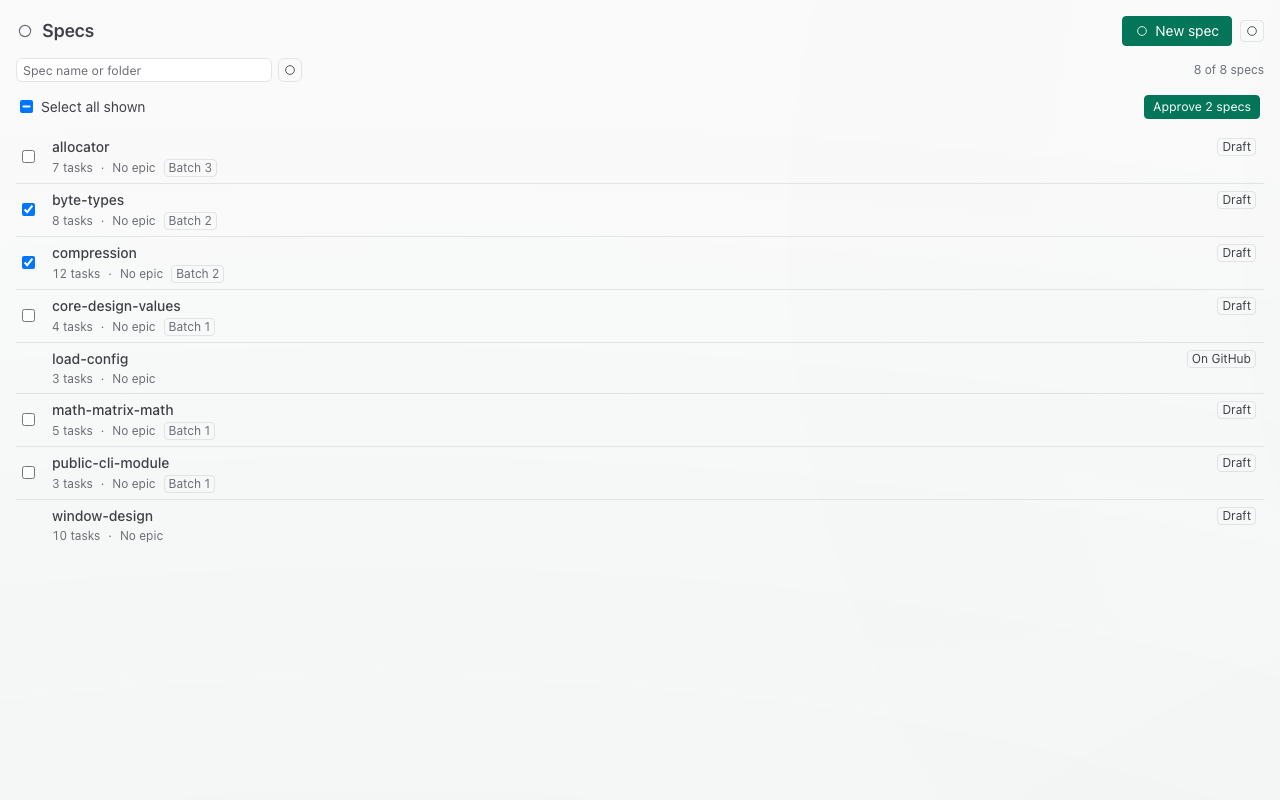 Specs
New spec
Spec name or folder
8 of 8 specs
Select all shown
Approve 2 specs
allocator
Draft
7 tasks · No epic Batch 3
byte-types
Draft
8 tasks · No epic Batch 2
compression
Draft
12 tasks · No epic Batch 2
core-design-values
Draft
4 tasks · No epic Batch 1
load-config
On GitHub
3 tasks · No epic
math-matrix-math
Draft
5 tasks · No epic Batch 1
public-cli-module
Draft
3 tasks · No epic Batch 1
window-design
Draft
10 tasks · No epic